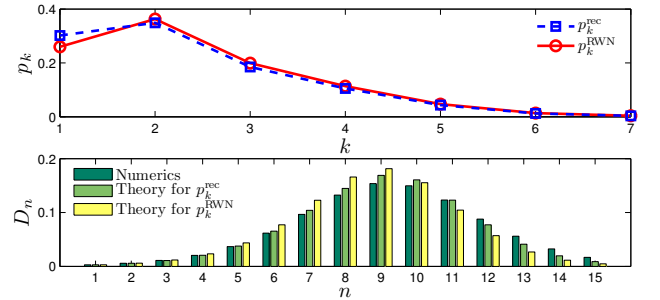 0.4
0.2
0
p_k
p_k^rec
p_k^RWN
1 2 3 4 5 6 7
k
0.2
0.1
0
D_n
Numerics
Theory for p_k^rec
Theory for p_k^RWN
1 2 3 4 5 6 7 8 9 10 11 12 13 14 15
n